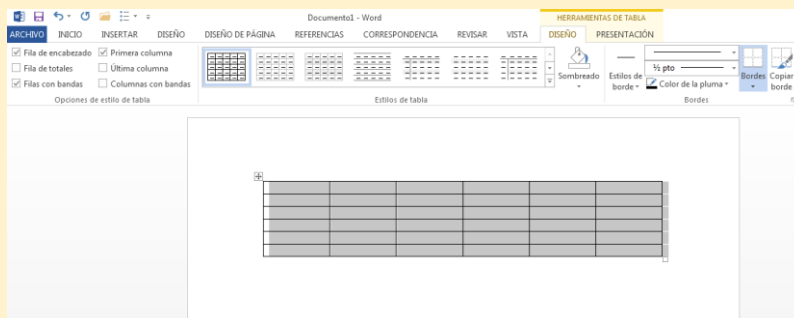 Documento1 - Word
HERRAMIENTAS DE TABLA
ARCHIVO INICIO INSERTAR DISEÑO DISEÑO DE PÁGINA REFERENCIAS CORRESPONDENCIA REVISAR VISTA DISEÑO PRESENTACIÓN
Fila de encabezado Primera columna
Fila de totales Última columna
Filas con bandas Columnas con bandas
Sombreado
Estilos de
borde
½ pto
Color de la pluma
Bordes
Copiar
borde
Opciones de estilo de tabla Estilos de tabla Bordes